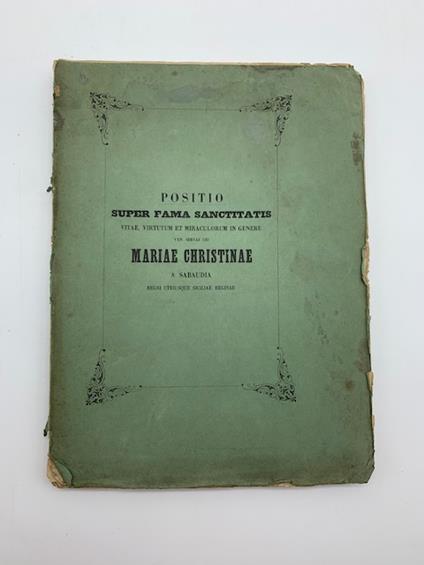 POSITIO
SUPER FAMA SANCTITATIS
VITAE, VIRTUTUM ET MIRACULORUM IN GENERE
VEN. SERVAE DEI
MARIAE CHRISTINAE
A SABAUDIA
REGNI UTRIUSQUE SICILIAE REGINAE